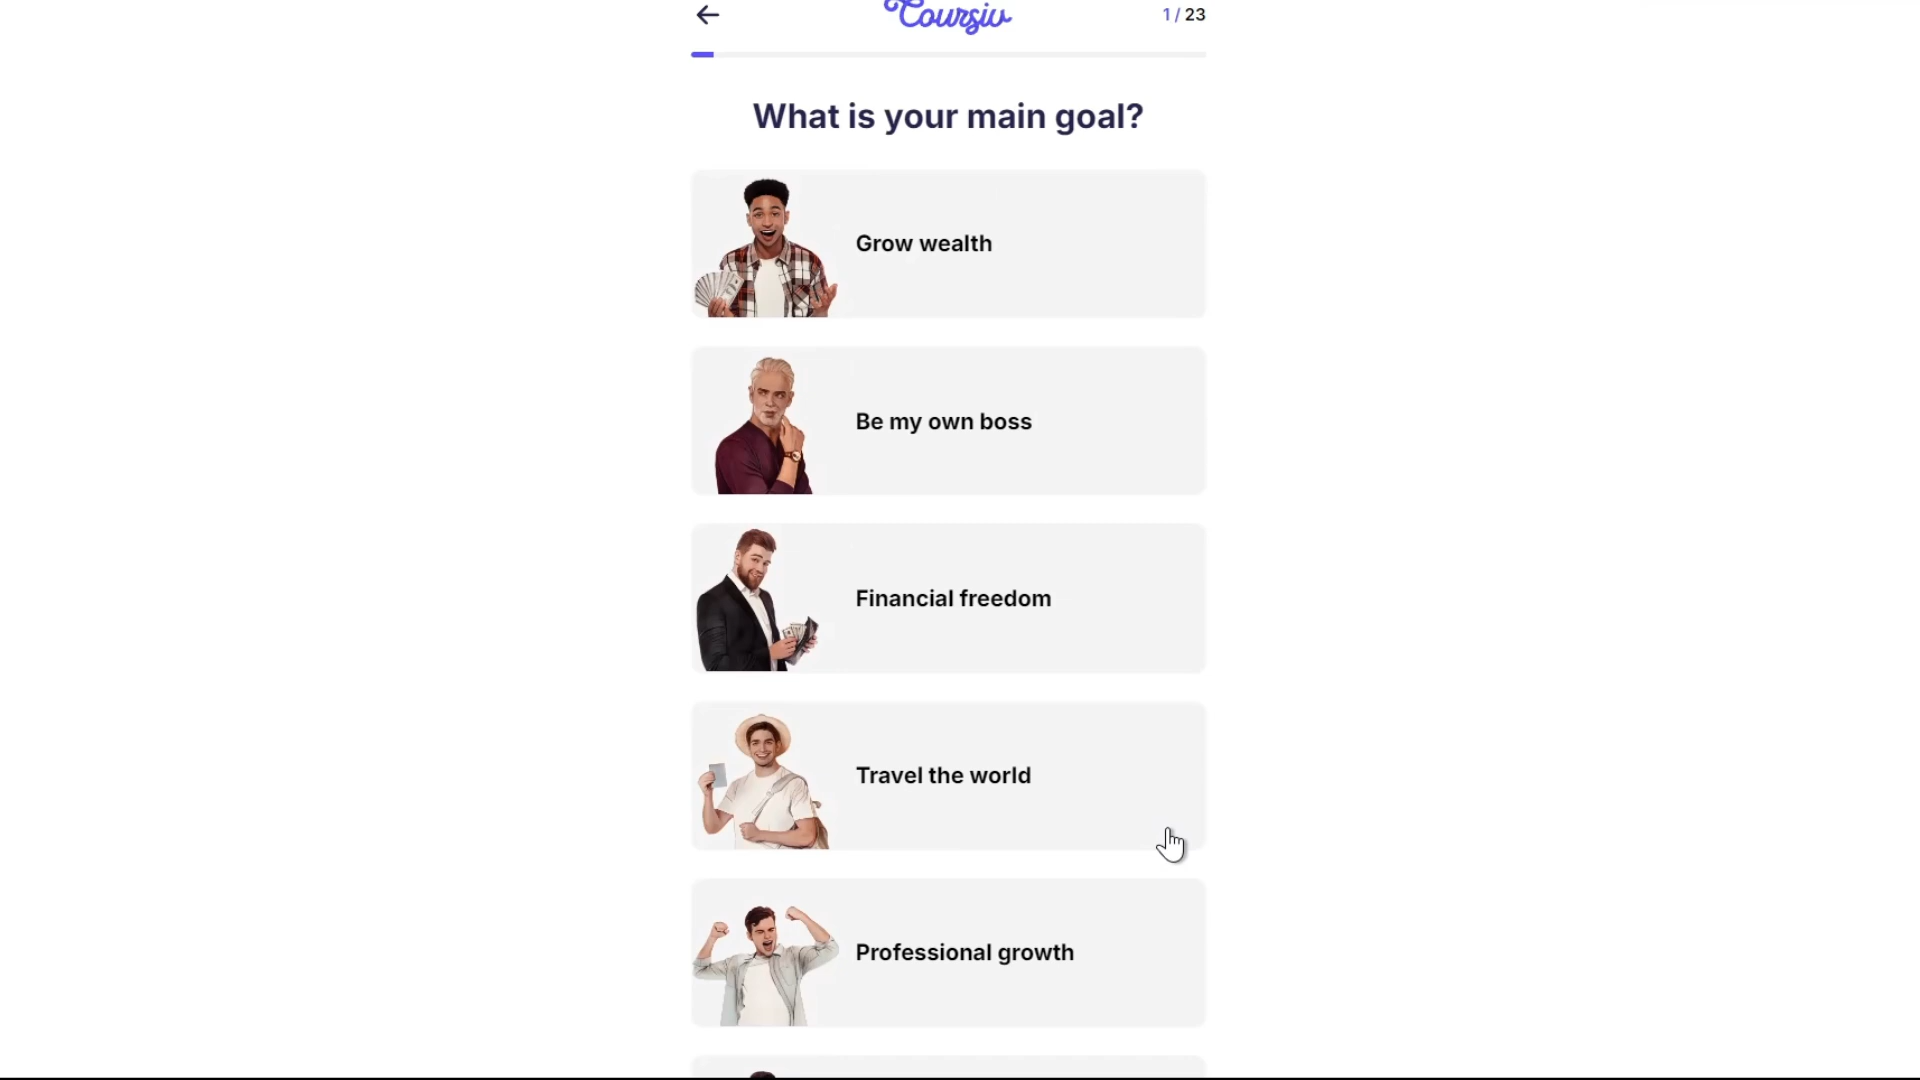 Coursiv
1 / 23
What is your main goal?
Grow wealth
Be my own boss
Financial freedom
Travel the world
Professional growth